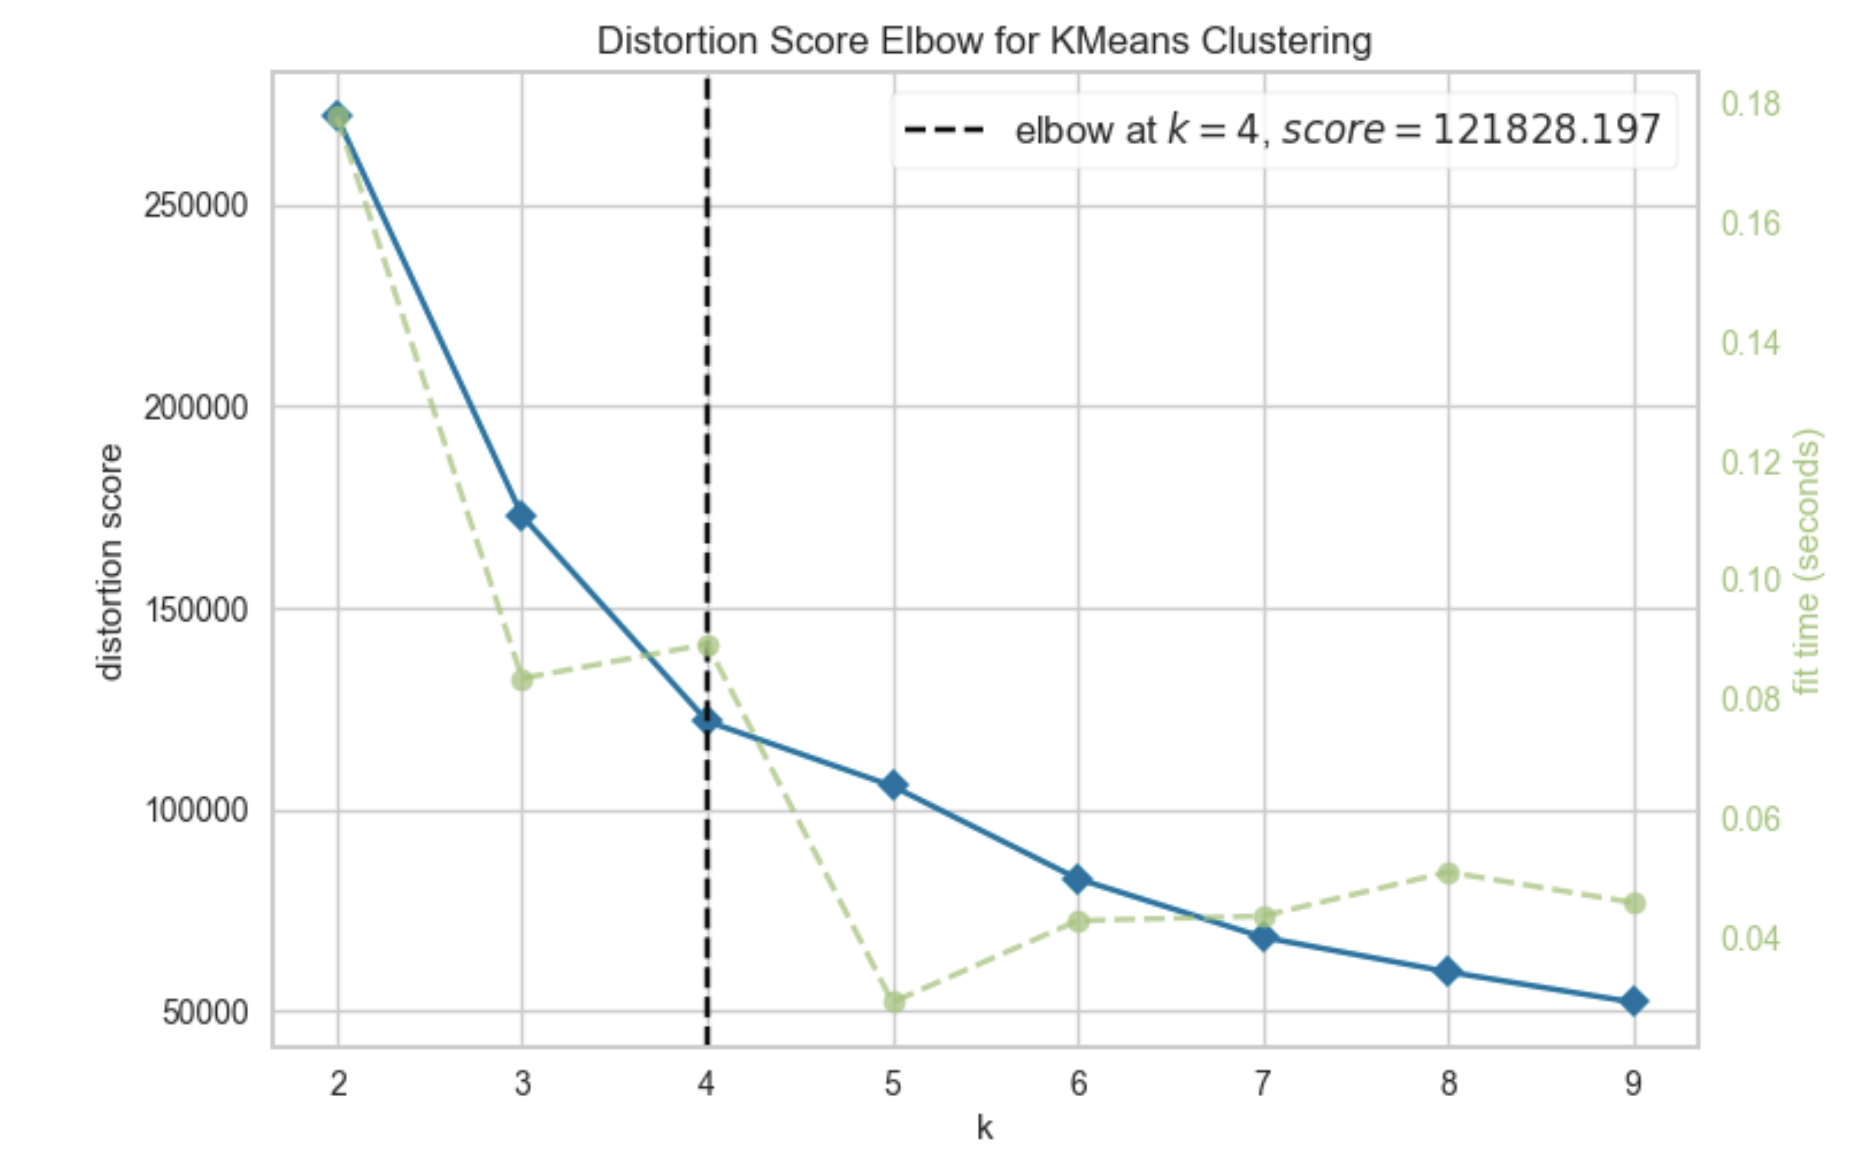 Distortion Score Elbow for KMeans Clustering
elbow at k = 4, score = 121828.197
distortion score
250000
200000
150000
100000
50000
0.18
0.16
0.14
0.12
0.10
0.08
0.06
0.04
fit time (seconds)
2 3 4 5 6 7 8 9
k